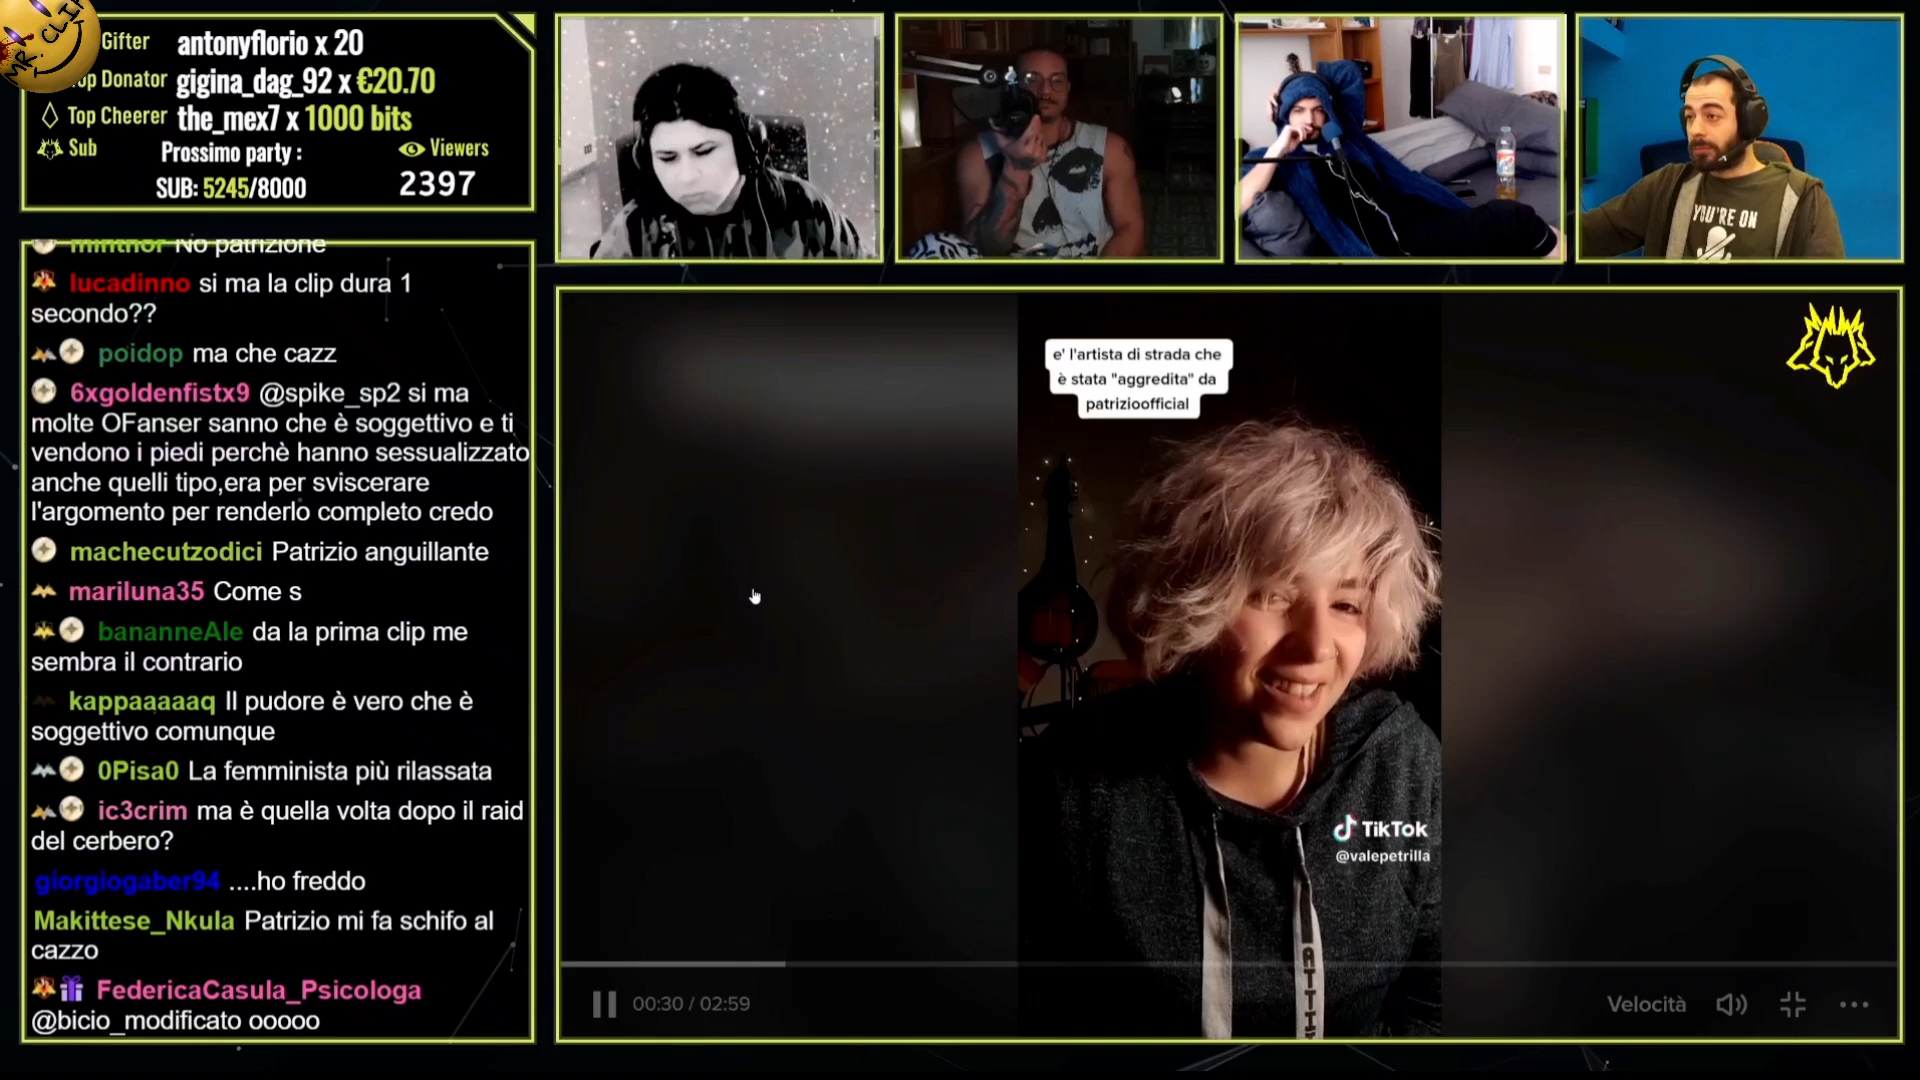 MR. CLIP
Gifter antonyflorio x 20
op Donator gigina_dag_92 x €20.70
Top Cheerer the_mex7 x 1000 bits
Sub Prossimo party : Viewers
SUB: 5245/8000 2397
No patrizione
lucadinno si ma la clip dura 1
secondo??
poidop ma che cazz
6xgoldenfistx9 @spike_sp2 si ma
molte OFanser sanno che è soggettivo e ti
vendono i piedi perchè hanno sessualizzato
anche quelli tipo,era per sviscerare
l'argomento per renderlo completo credo
machecutzodici Patrizio anguillante
mariluna35 Come s
bananneAle da la prima clip me
sembra il contrario
kappaaaaaq Il pudore è vero che è
soggettivo comunque
0Pisa0 La femminista più rilassata
ic3crim ma è quella volta dopo il raid
del cerbero?
giorgiogaber94 ....ho freddo
Makittese_Nkula Patrizio mi fa schifo al
cazzo
FedericaCasula_Psicologa
@bicio_modificato ooooo
YOU'RE ON
e' l'artista di strada che
è stata "aggredita" da
patrizioofficial
TikTok
@valepetrilla
00:30 / 02:59
Velocità